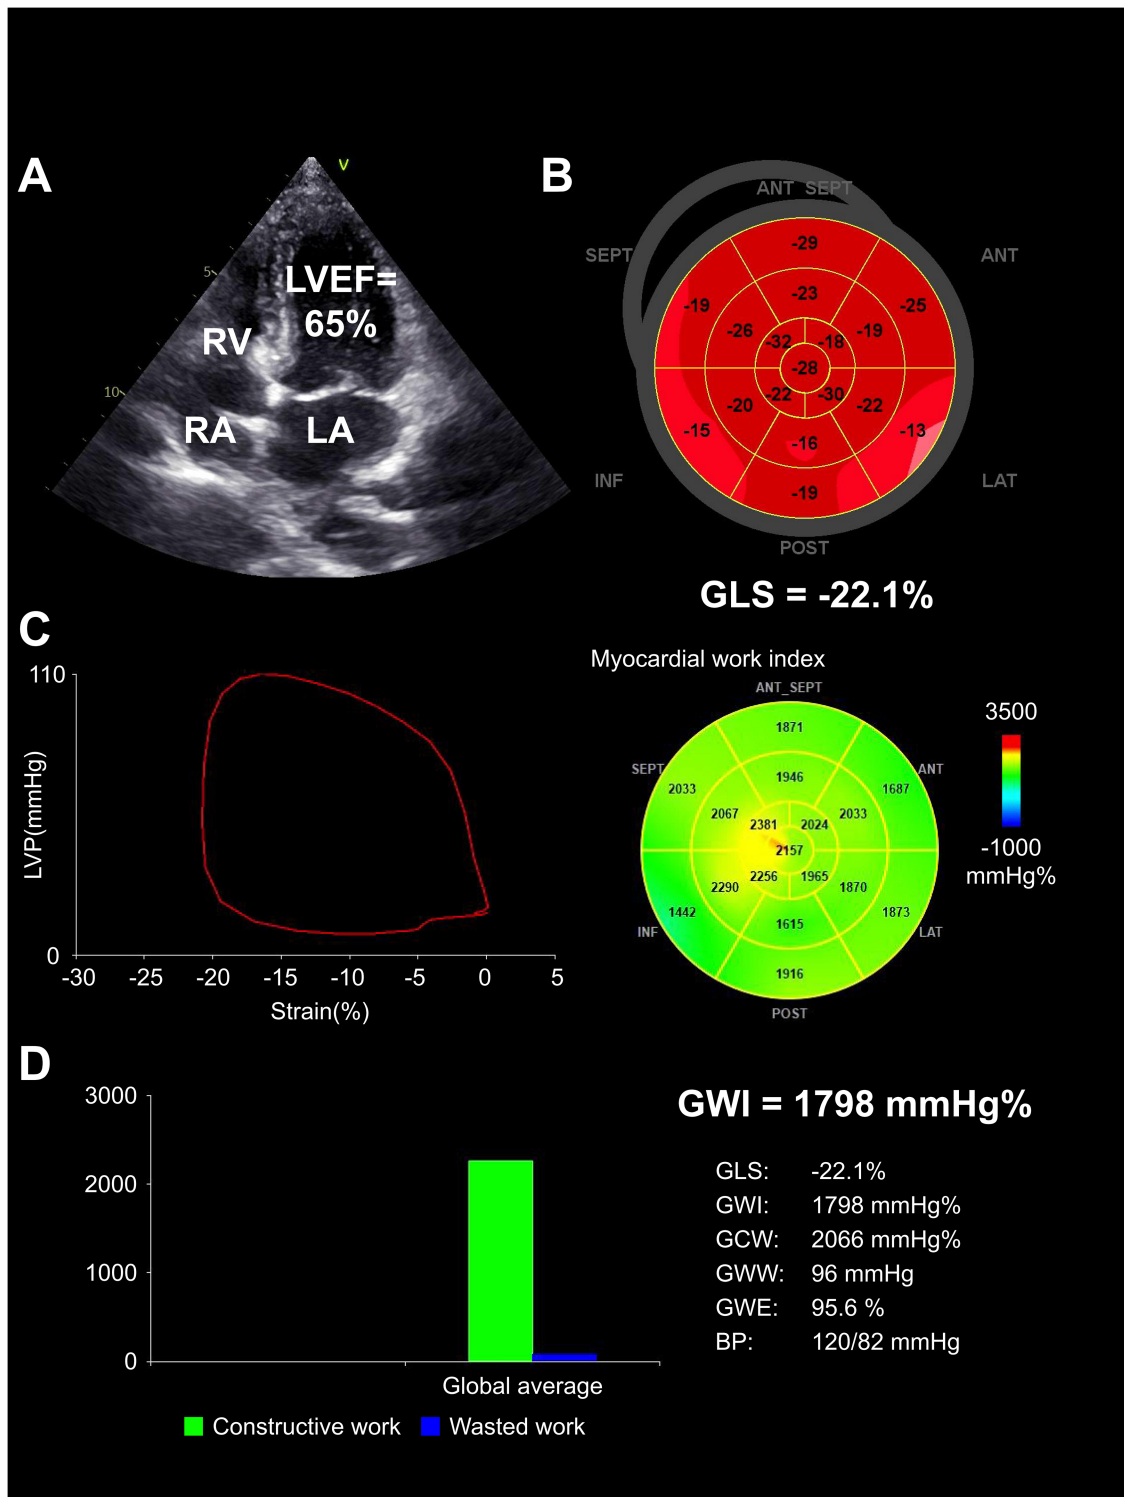 A
V
5
10
LVEF=
65%
RV
RA
LA
B
ANT_SEPT
SEPT
ANT
-29
-23
-19
-25
-26
-19
-32
-18
-28
-22
-30
-20
-22
-15
-13
-16
-19
INF
LAT
POST
GLS = -22.1%
C
110
0
LVP(mmHg)
-30 -25 -20 -15 -10 -5 0 5
Strain(%)
Myocardial work index
ANT_SEPT
SEPT
ANT
1871
1946
2033
1687
2067
2033
2381
2024
2157
2256
1965
2290
1870
1442
1873
1615
1916
INF
LAT
POST
3500
-1000
mmHg%
D
3000
2000
1000
0
Global average
Constructive work Wasted work
GWI = 1798 mmHg%
GLS: -22.1%
GWI: 1798 mmHg%
GCW: 2066 mmHg%
GWW: 96 mmHg
GWE: 95.6 %
BP: 120/82 mmHg